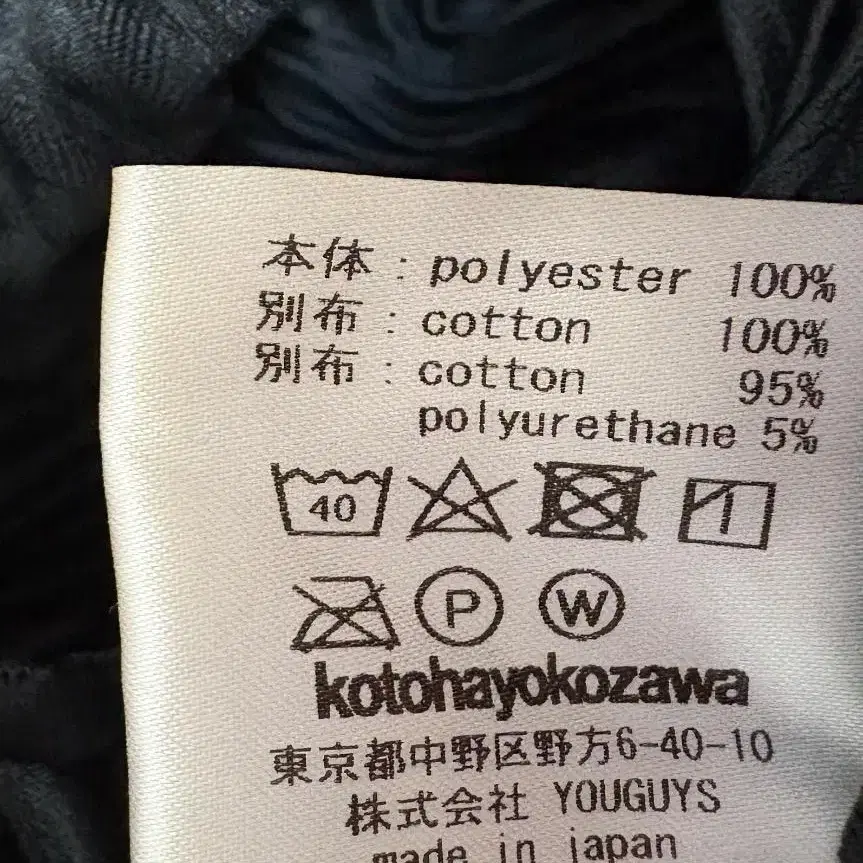 本体：polyester 100%
別布：cotton 100%
別布：cotton 95%
polyurethane 5%
40
P W
kotohayokozawa
東京都中野区野方6-40-10
株式会社 YOUGUYS
made in japan